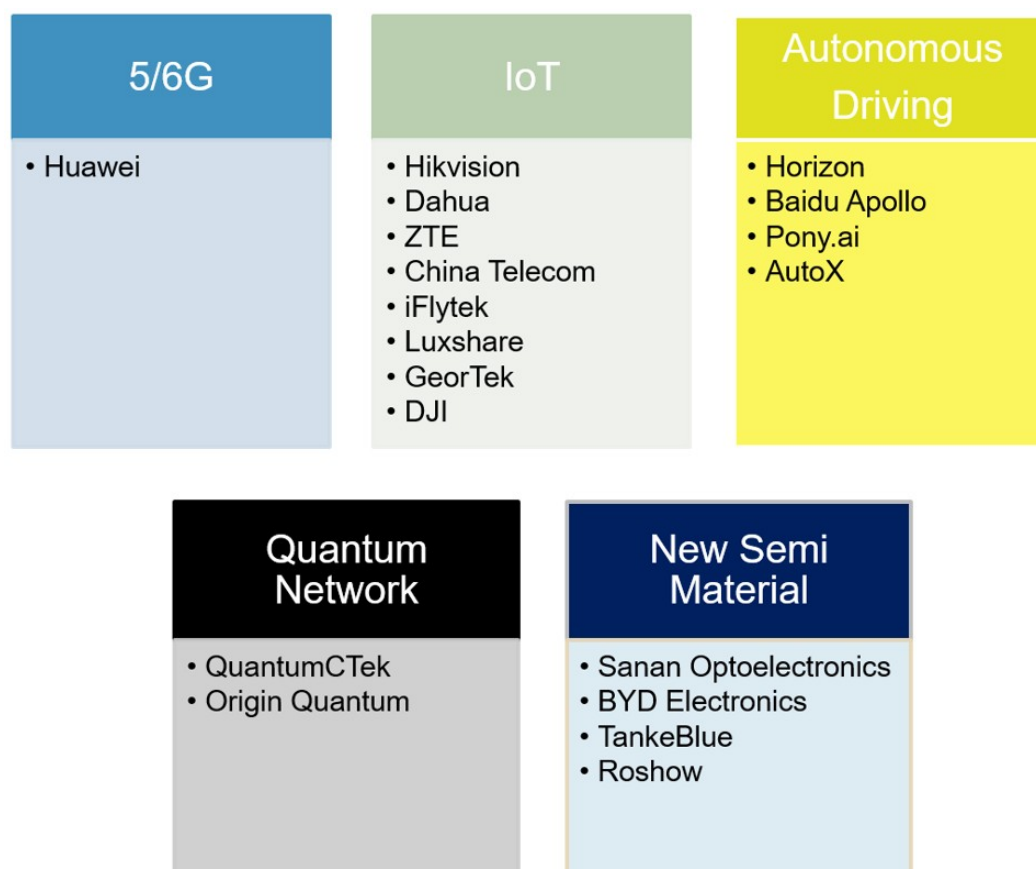 5/6G
• Huawei
IoT
• Hikvision
• Dahua
• ZTE
• China Telecom
• iFlytek
• Luxshare
• GeorTek
• DJI
Autonomous
Driving
• Horizon
• Baidu Apollo
• Pony.ai
• AutoX
Quantum
Network
• QuantumCTek
• Origin Quantum
New Semi
Material
• Sanan Optoelectronics
• BYD Electronics
• TankeBlue
• Roshow